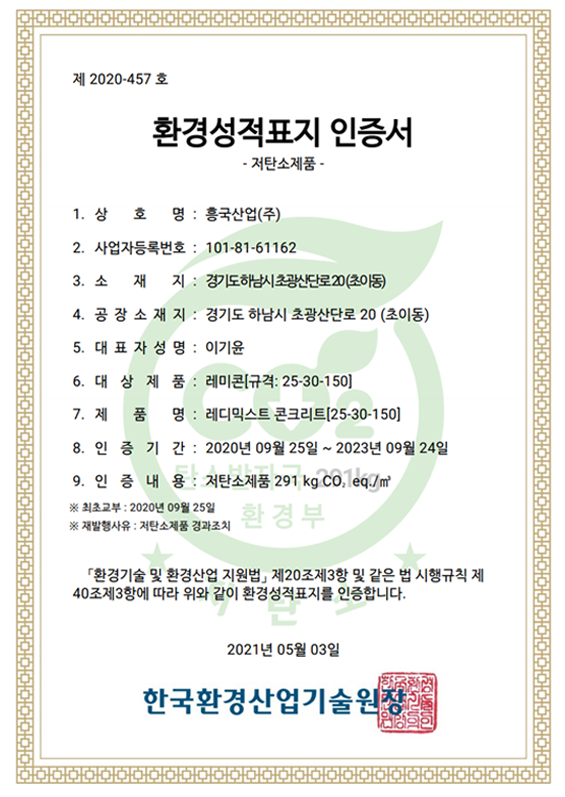 제 2020-457 호
환경성적표지 인증서
- 저탄소제품 -
1. 상 호 명 : 흥국산업(주)
2. 사업자등록번호 : 101-81-61162
3. 소 재 지 : 경기도 하남시 초광산단로 20 (초이동)
4. 공 장 소 재 지 : 경기도 하남시 초광산단로 20 (초이동)
5. 대 표 자 성 명 : 이기윤
6. 대 상 제 품 : 레미콘[규격: 25-30-150]
7. 제 품 명 : 레디믹스트 콘크리트[25-30-150]
8. 인 증 기 간 : 2020년 09월 25일 ~ 2023년 09월 24일
CO2
탄소발자국 291kg
9. 인 증 내 용 : 저탄소제품 291 kg CO₂ eq./㎥
※ 최초교부 : 2020년 09월 25일
환경부
※ 재발행사유 : 저탄소제품 경과조치
「환경기술 및 환경산업 지원법」 제20조제3항 및 같은 법 시행규칙 제
40조제3항에 따라 위와 같이 환경성적표지를 인증합니다.
저탄소
2021년 05월 03일
한국환경산업기술원장